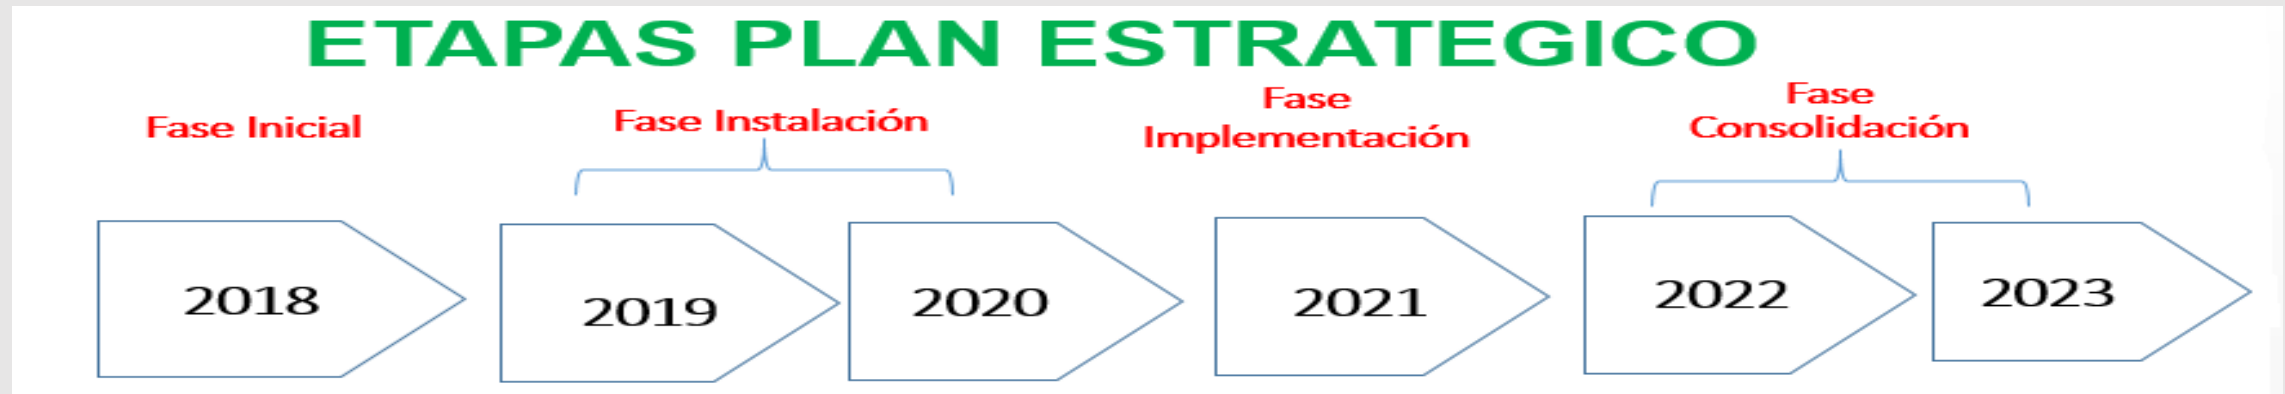 ETAPAS PLAN ESTRATEGICO
Fase Inicial
Fase Instalación
Fase
Implementación
Fase
Consolidación
2018
2019
2020
2021
2022
2023